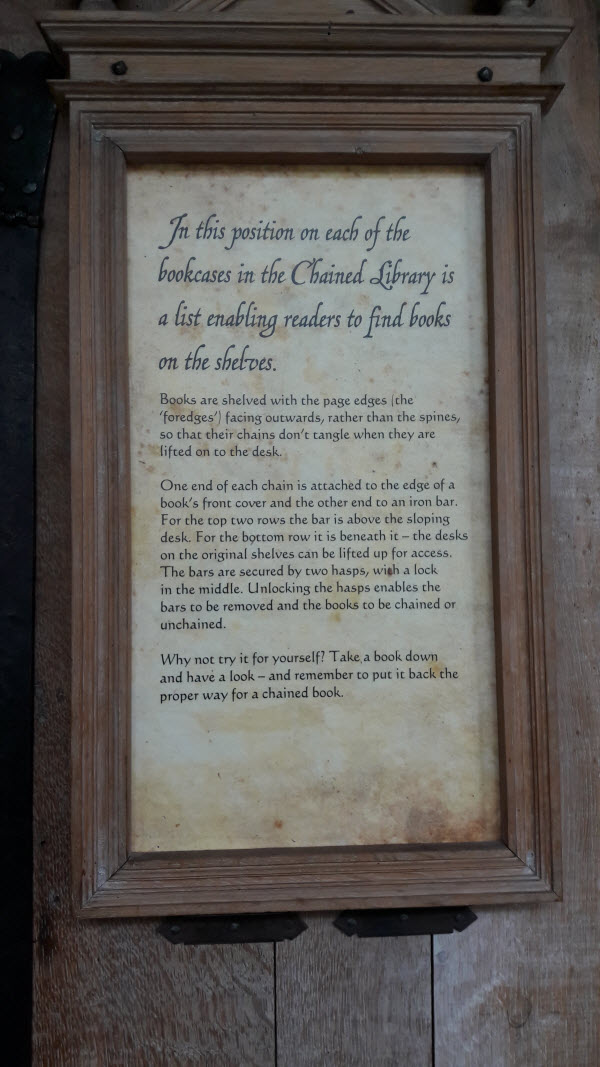 In this position on each of the
bookcases in the Chained Library is
a list enabling readers to find books
on the shelves.
Books are shelved with the page edges (the
'foredges') facing outwards, rather than the spines,
so that their chains don't tangle when they are
lifted on to the desk.
One end of each chain is attached to the edge of a
book's front cover and the other end to an iron bar.
For the top two rows the bar is above the sloping
desk. For the bottom row it is beneath it – the desks
on the original shelves can be lifted up for access.
The bars are secured by two hasps, with a lock
in the middle. Unlocking the hasps enables the
bars to be removed and the books to be chained or
unchained.
Why not try it for yourself? Take a book down
and have a look – and remember to put it back the
proper way for a chained book.